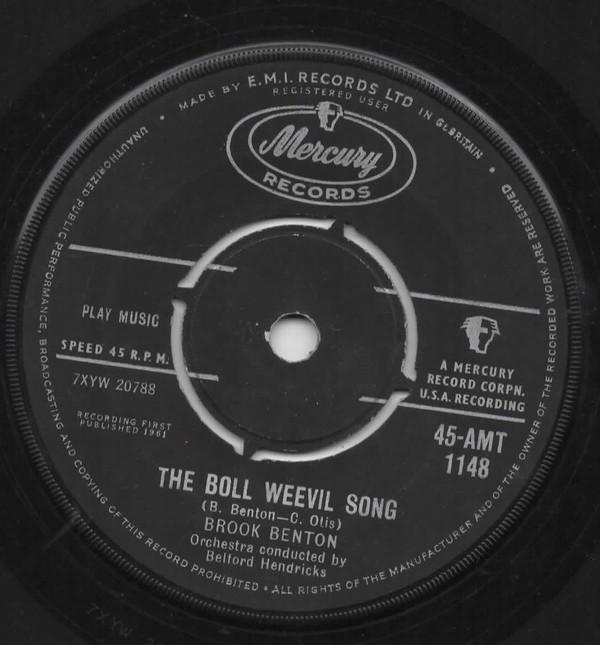 MADE BY E.M.I. RECORDS LTD IN GT. BRITAIN •
REGISTERED USER
Mercury
RECORDS
PLAY MUSIC
SPEED 45 R.P.M.
7XYW 20788
RECORDING FIRST
PUBLISHED 1961
A MERCURY
RECORD CORPN.
U.S.A. RECORDING
45-AMT
1148
THE BOLL WEEVIL SONG
(B. Benton—C. Otis)
BROOK BENTON
Orchestra conducted by
Belford Hendricks
ALL RIGHTS OF THE MANUFACTURER AND OF THE OWNER OF THE RECORDED WORK ARE RESERVED
UNAUTHORIZED PUBLIC PERFORMANCE, BROADCASTING AND COPYING OF THIS RECORD PROHIBITED •
7XYW 2